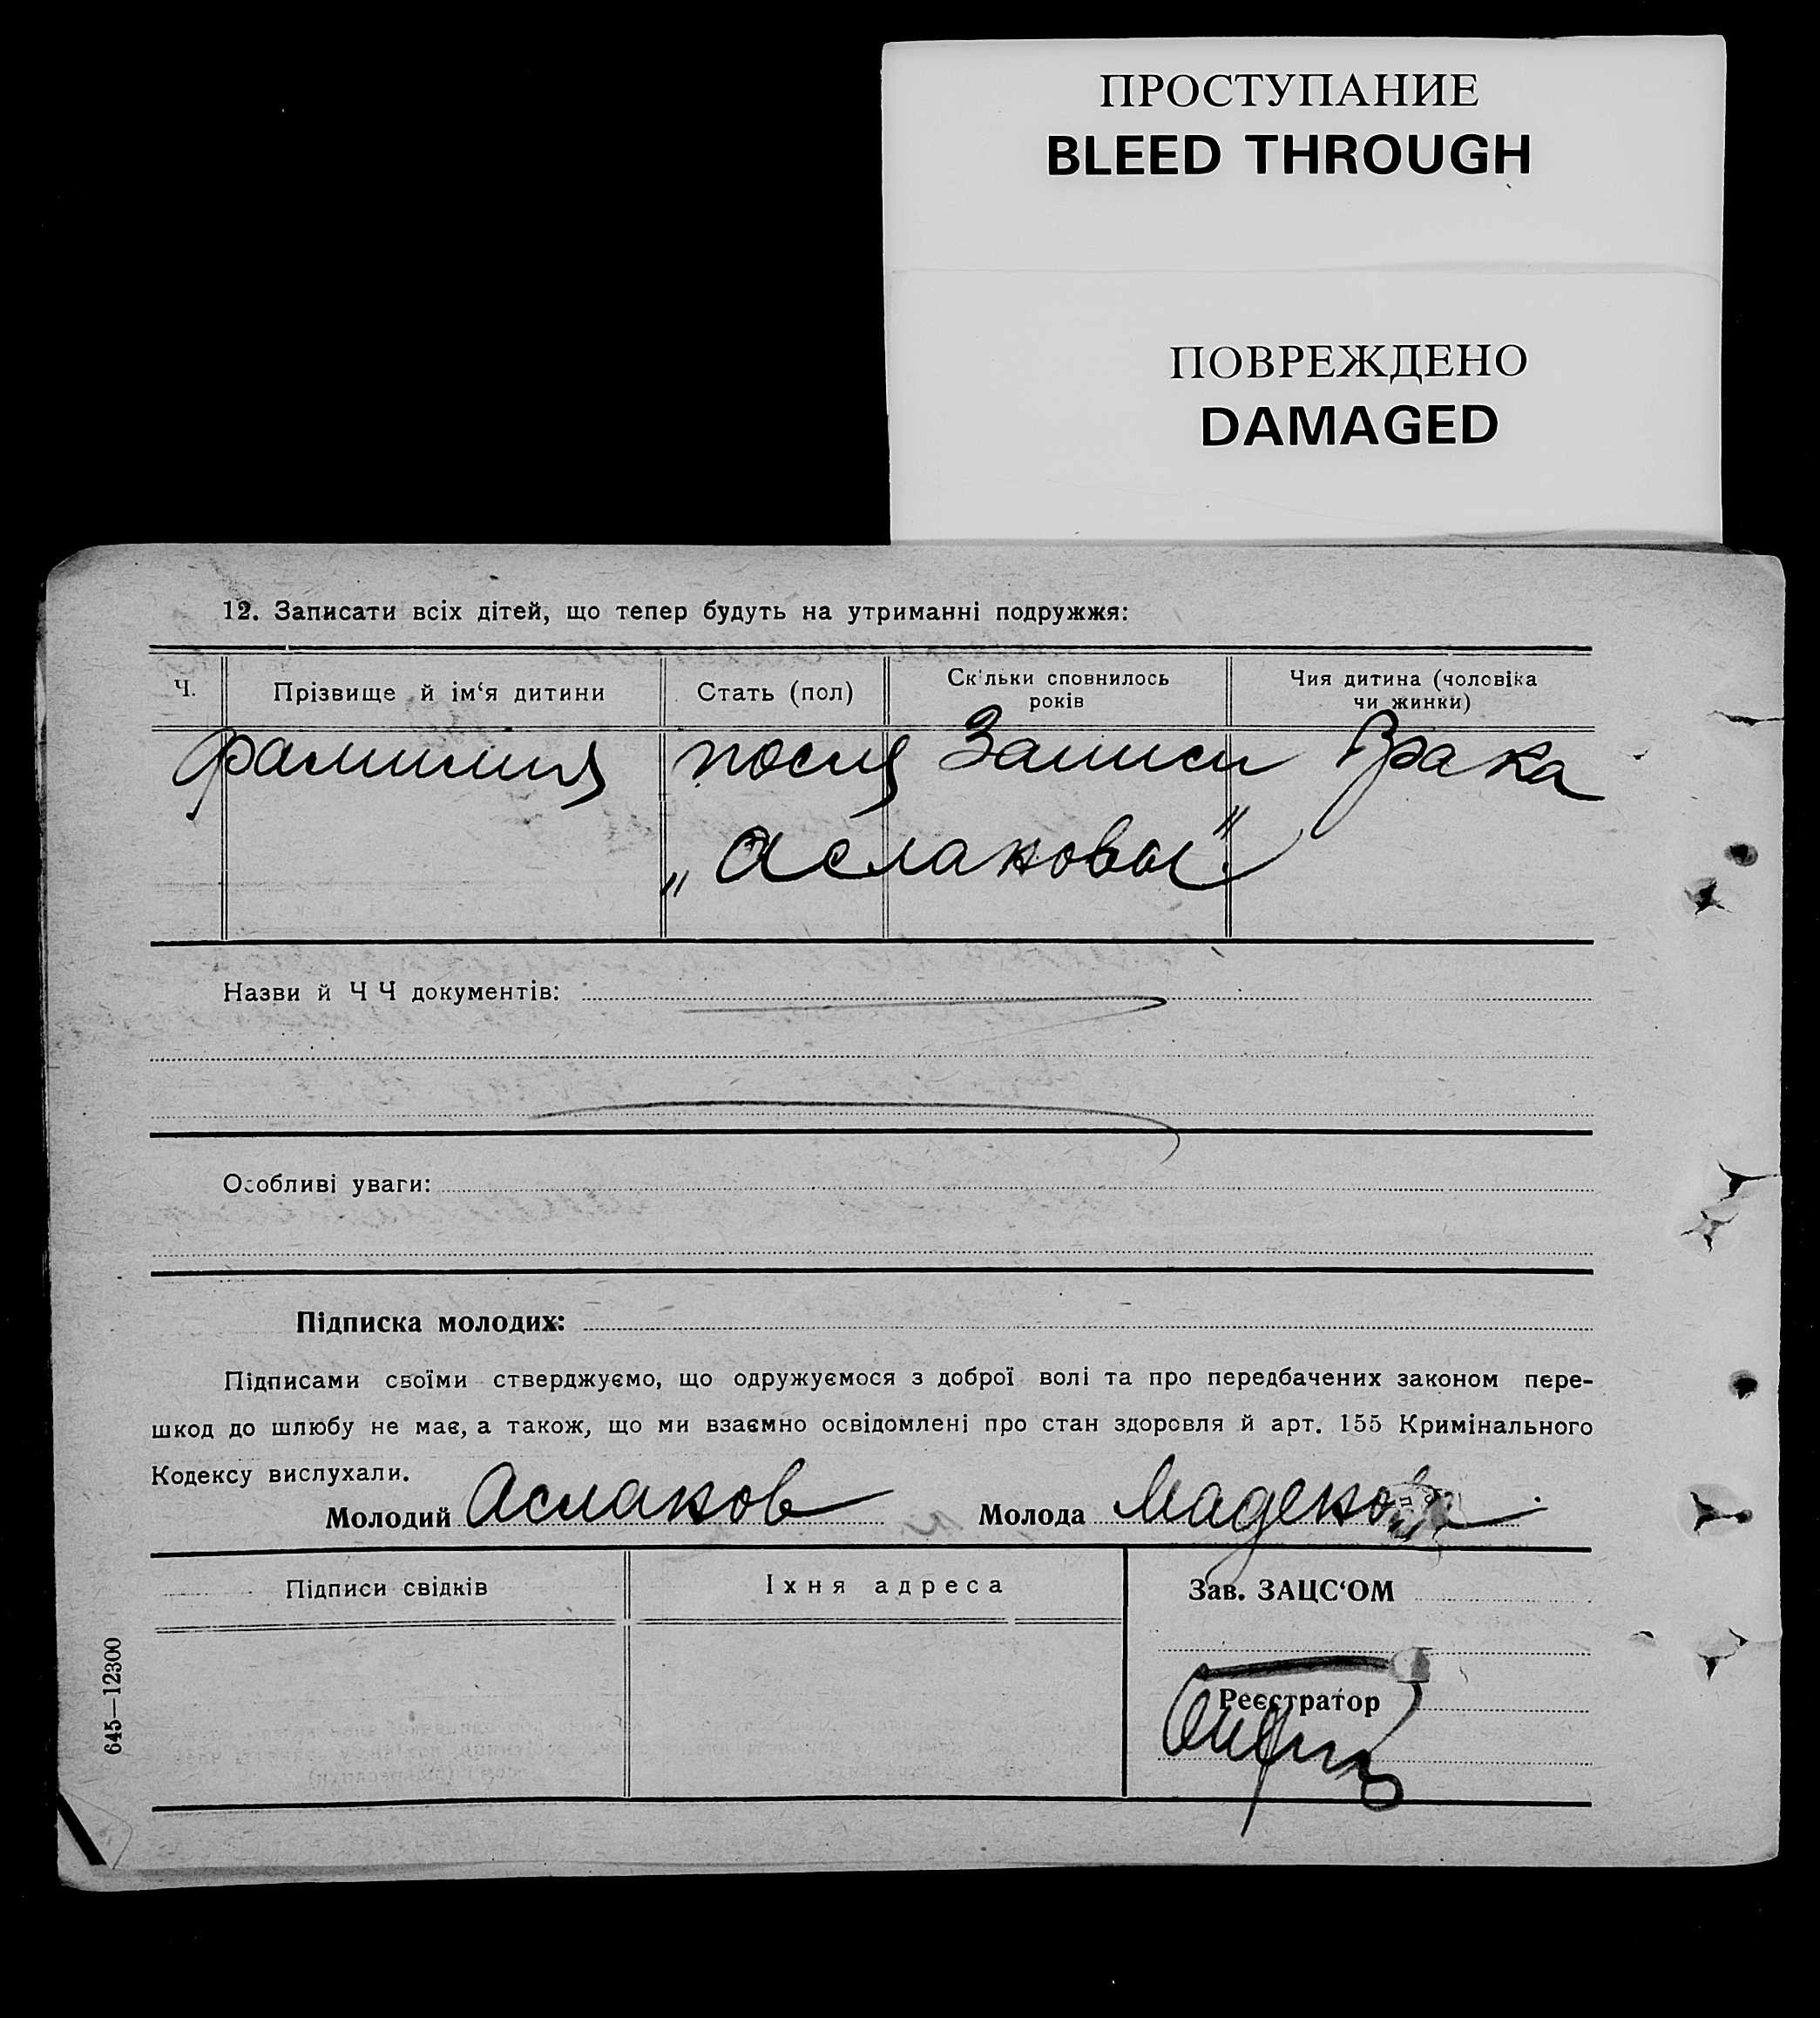 ПРОСТУПАНИЕ
BLEED THROUGH
ПОВРЕЖДЕНО
DAMAGED
12. Записати всіх дітей, що тепер будуть на утриманні подружжя:
Ч.
Прізвище й ім‘я дитини
Стать (пол)
Скільки сповнилось
років
Чия дитина (чоловіка
чи жинки)
фамилия после записи брака
„Аслаковы“.
Назви й Ч Ч документів:
Особливі уваги:
Підписка молодих:
Підписами своїми стверджуємо, що одружуємося з доброї волі та про передбачених законом пере-
шкод до шлюбу не має, а також, що ми взаємно освідомлені про стан здоровля й арт. 155 Кримінального
Кодексу вислухали.
Молодий Аслаков Молода
Підписи свідків
Їхня адреса
Зав. ЗАЦС‘ОМ
Реєстратор
645—12300